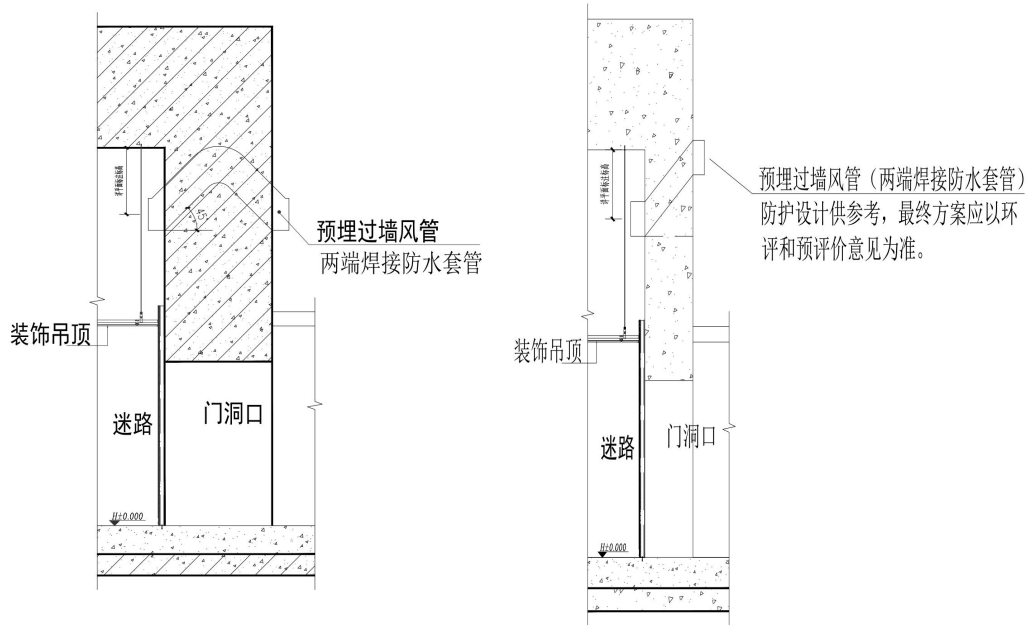 预埋过墙风管
两端焊接防水套管
装饰吊顶
迷路
门洞口
H±0.000
预埋过墙风管（两端焊接防水套管）
防护设计供参考，最终方案应以环
评和预评价意见为准。
装饰吊顶
迷路
门洞口
H±0.000